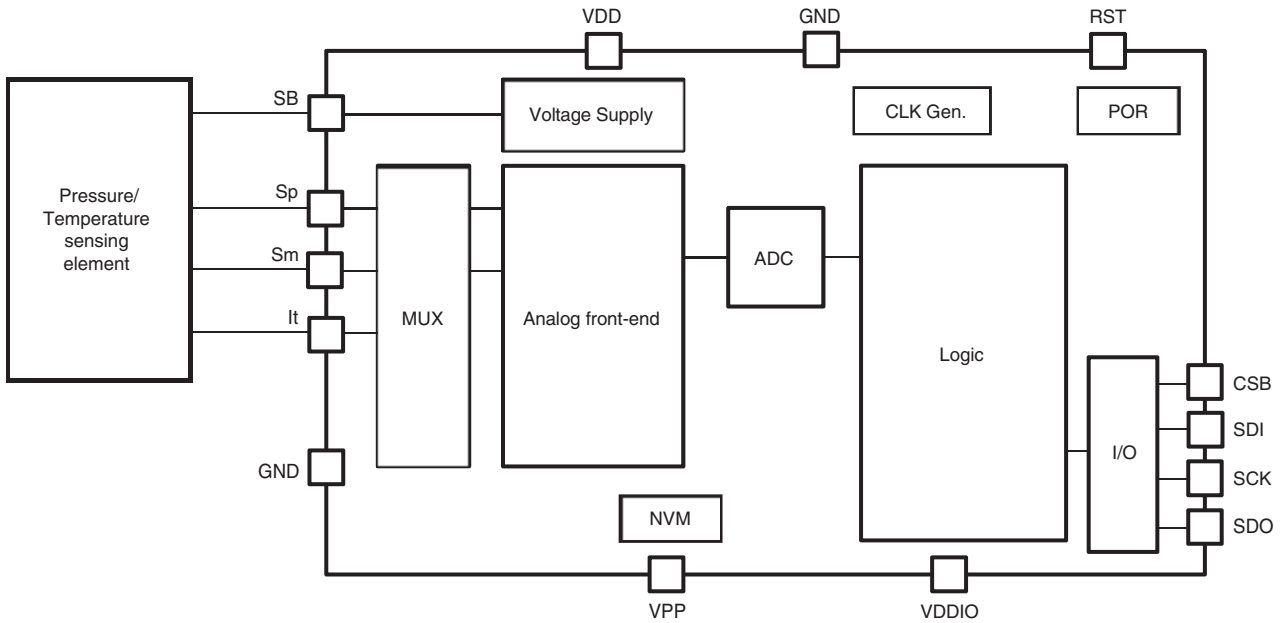 VDD
GND
RST
SB
Voltage Supply
CLK Gen.
POR
Pressure/
Temperature
sensing
element
Sp
Sm
It
MUX
Analog front-end
ADC
Logic
I/O
CSB
SDI
SCK
SDO
GND
NVM
VPP
VDDIO